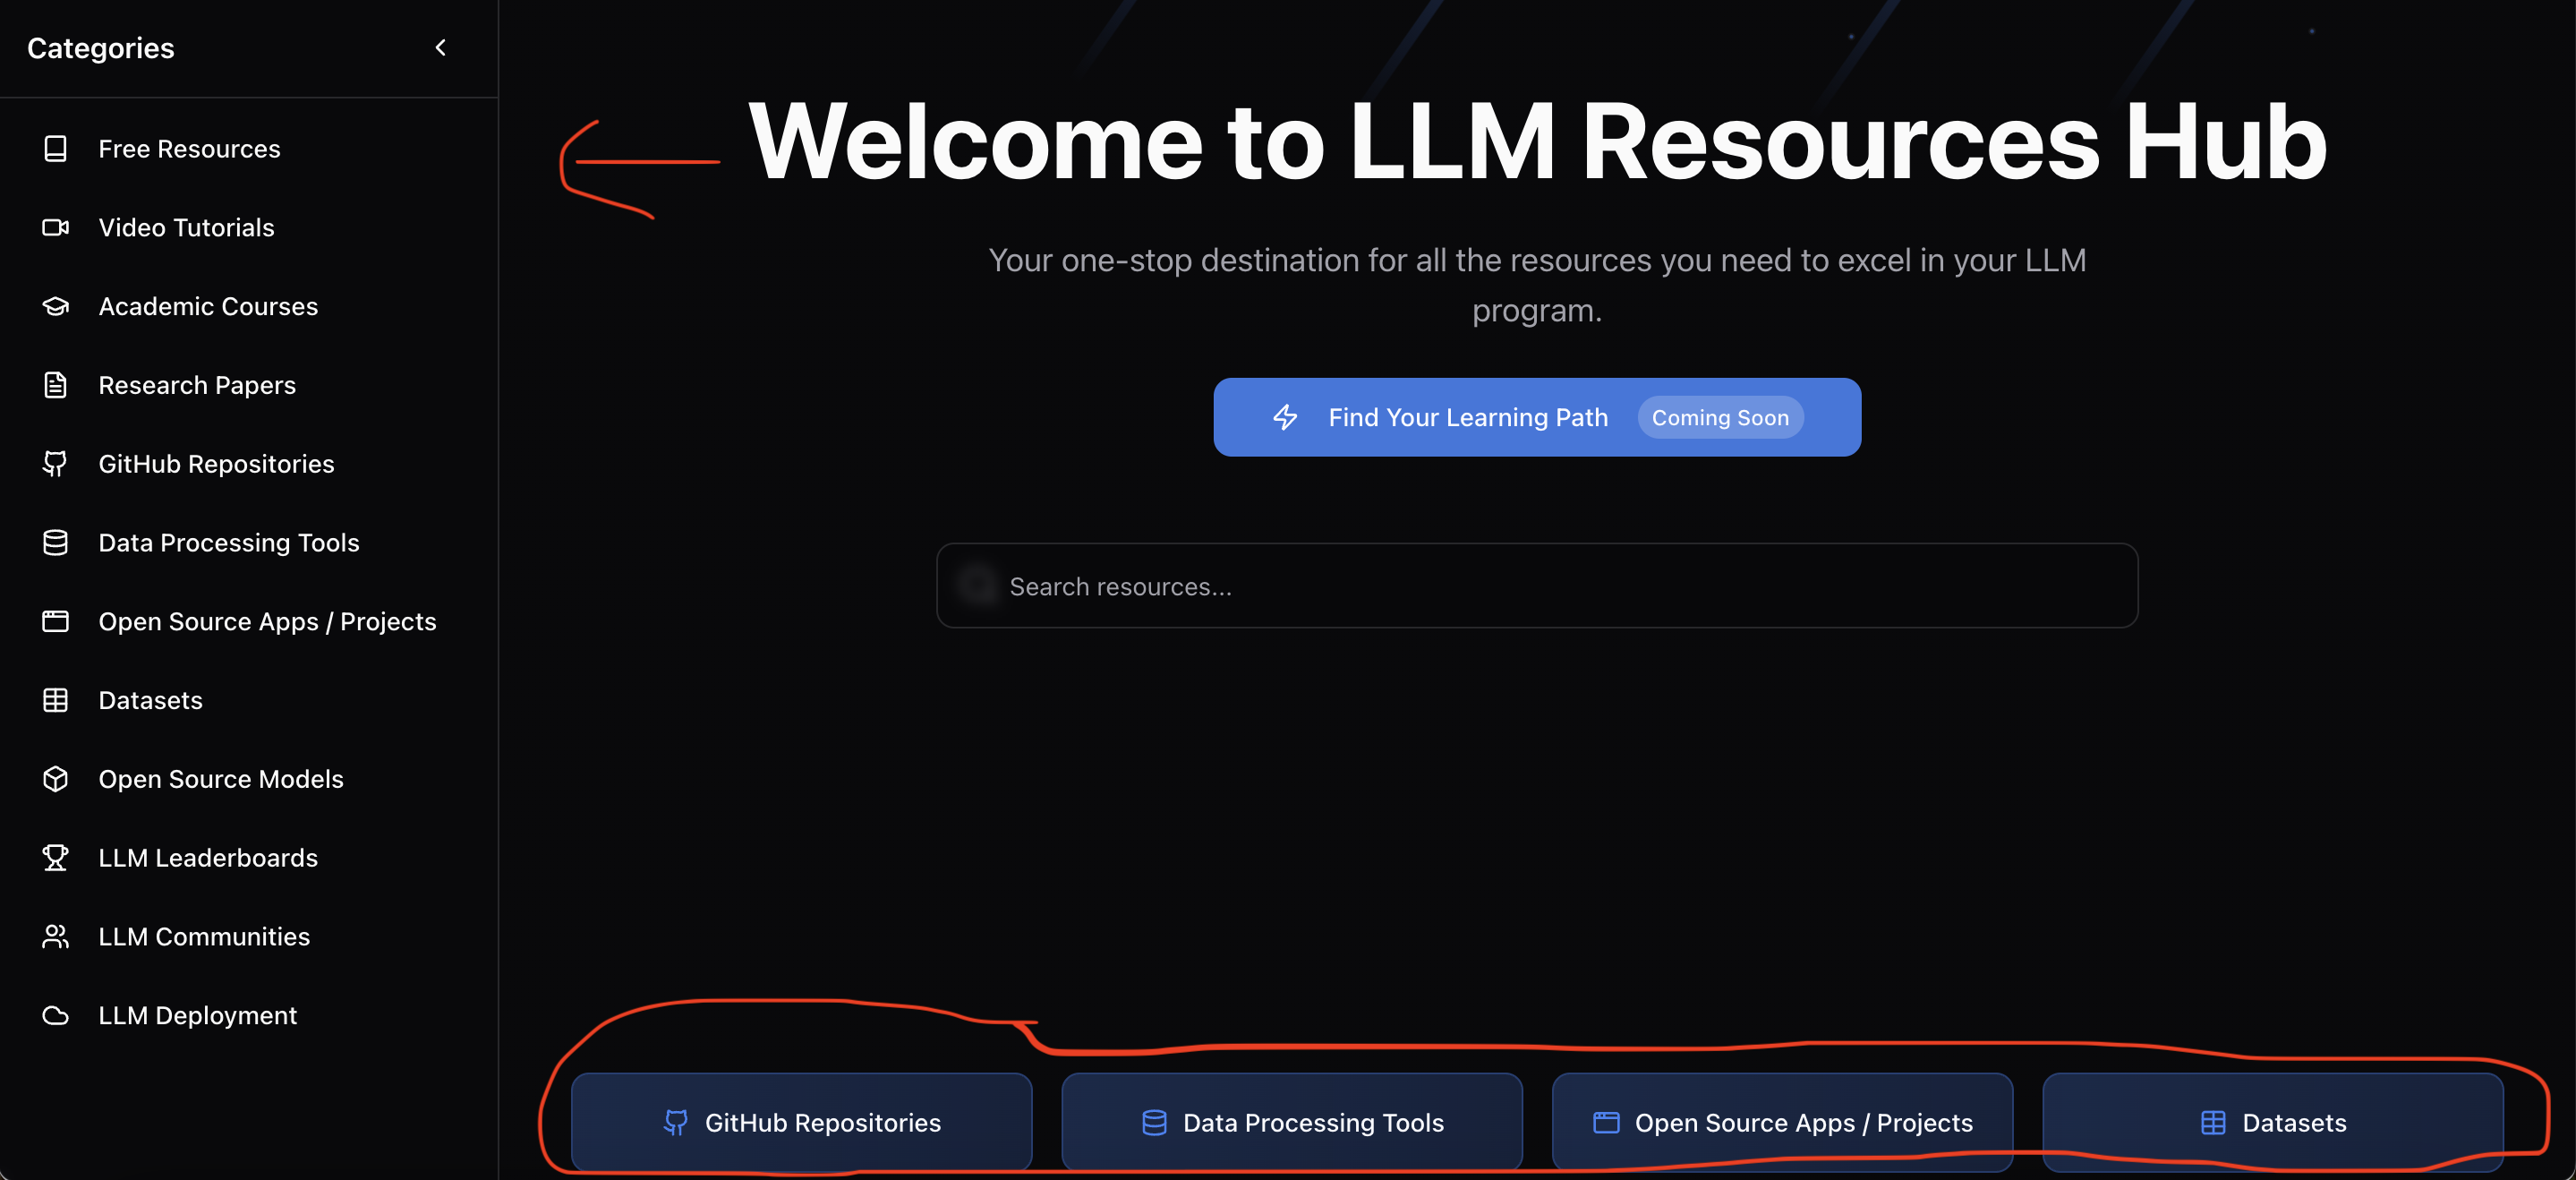 Categories
Free Resources
Video Tutorials
Academic Courses
Research Papers
GitHub Repositories
Data Processing Tools
Open Source Apps / Projects
Datasets
Open Source Models
LLM Leaderboards
LLM Communities
LLM Deployment
Welcome to LLM Resources Hub
Your one-stop destination for all the resources you need to excel in your LLM
program.
Find Your Learning Path Coming Soon
Search resources...
GitHub Repositories
Data Processing Tools
Open Source Apps / Projects
Datasets